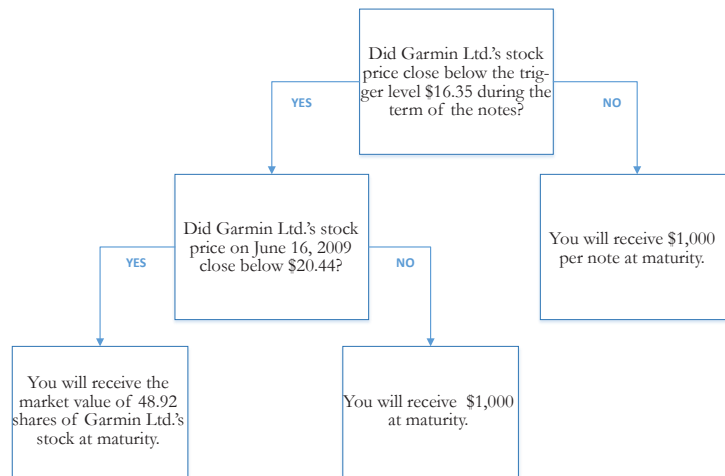 Did Garmin Ltd.'s stock
price close below the trig-
ger level $16.35 during the
term of the notes?
YES
NO
Did Garmin Ltd.'s stock
price on June 16, 2009
close below $20.44?
You will receive $1,000
per note at maturity.
YES
NO
You will receive the
market value of 48.92
shares of Garmin Ltd.'s
stock at maturity.
You will receive $1,000
at maturity.